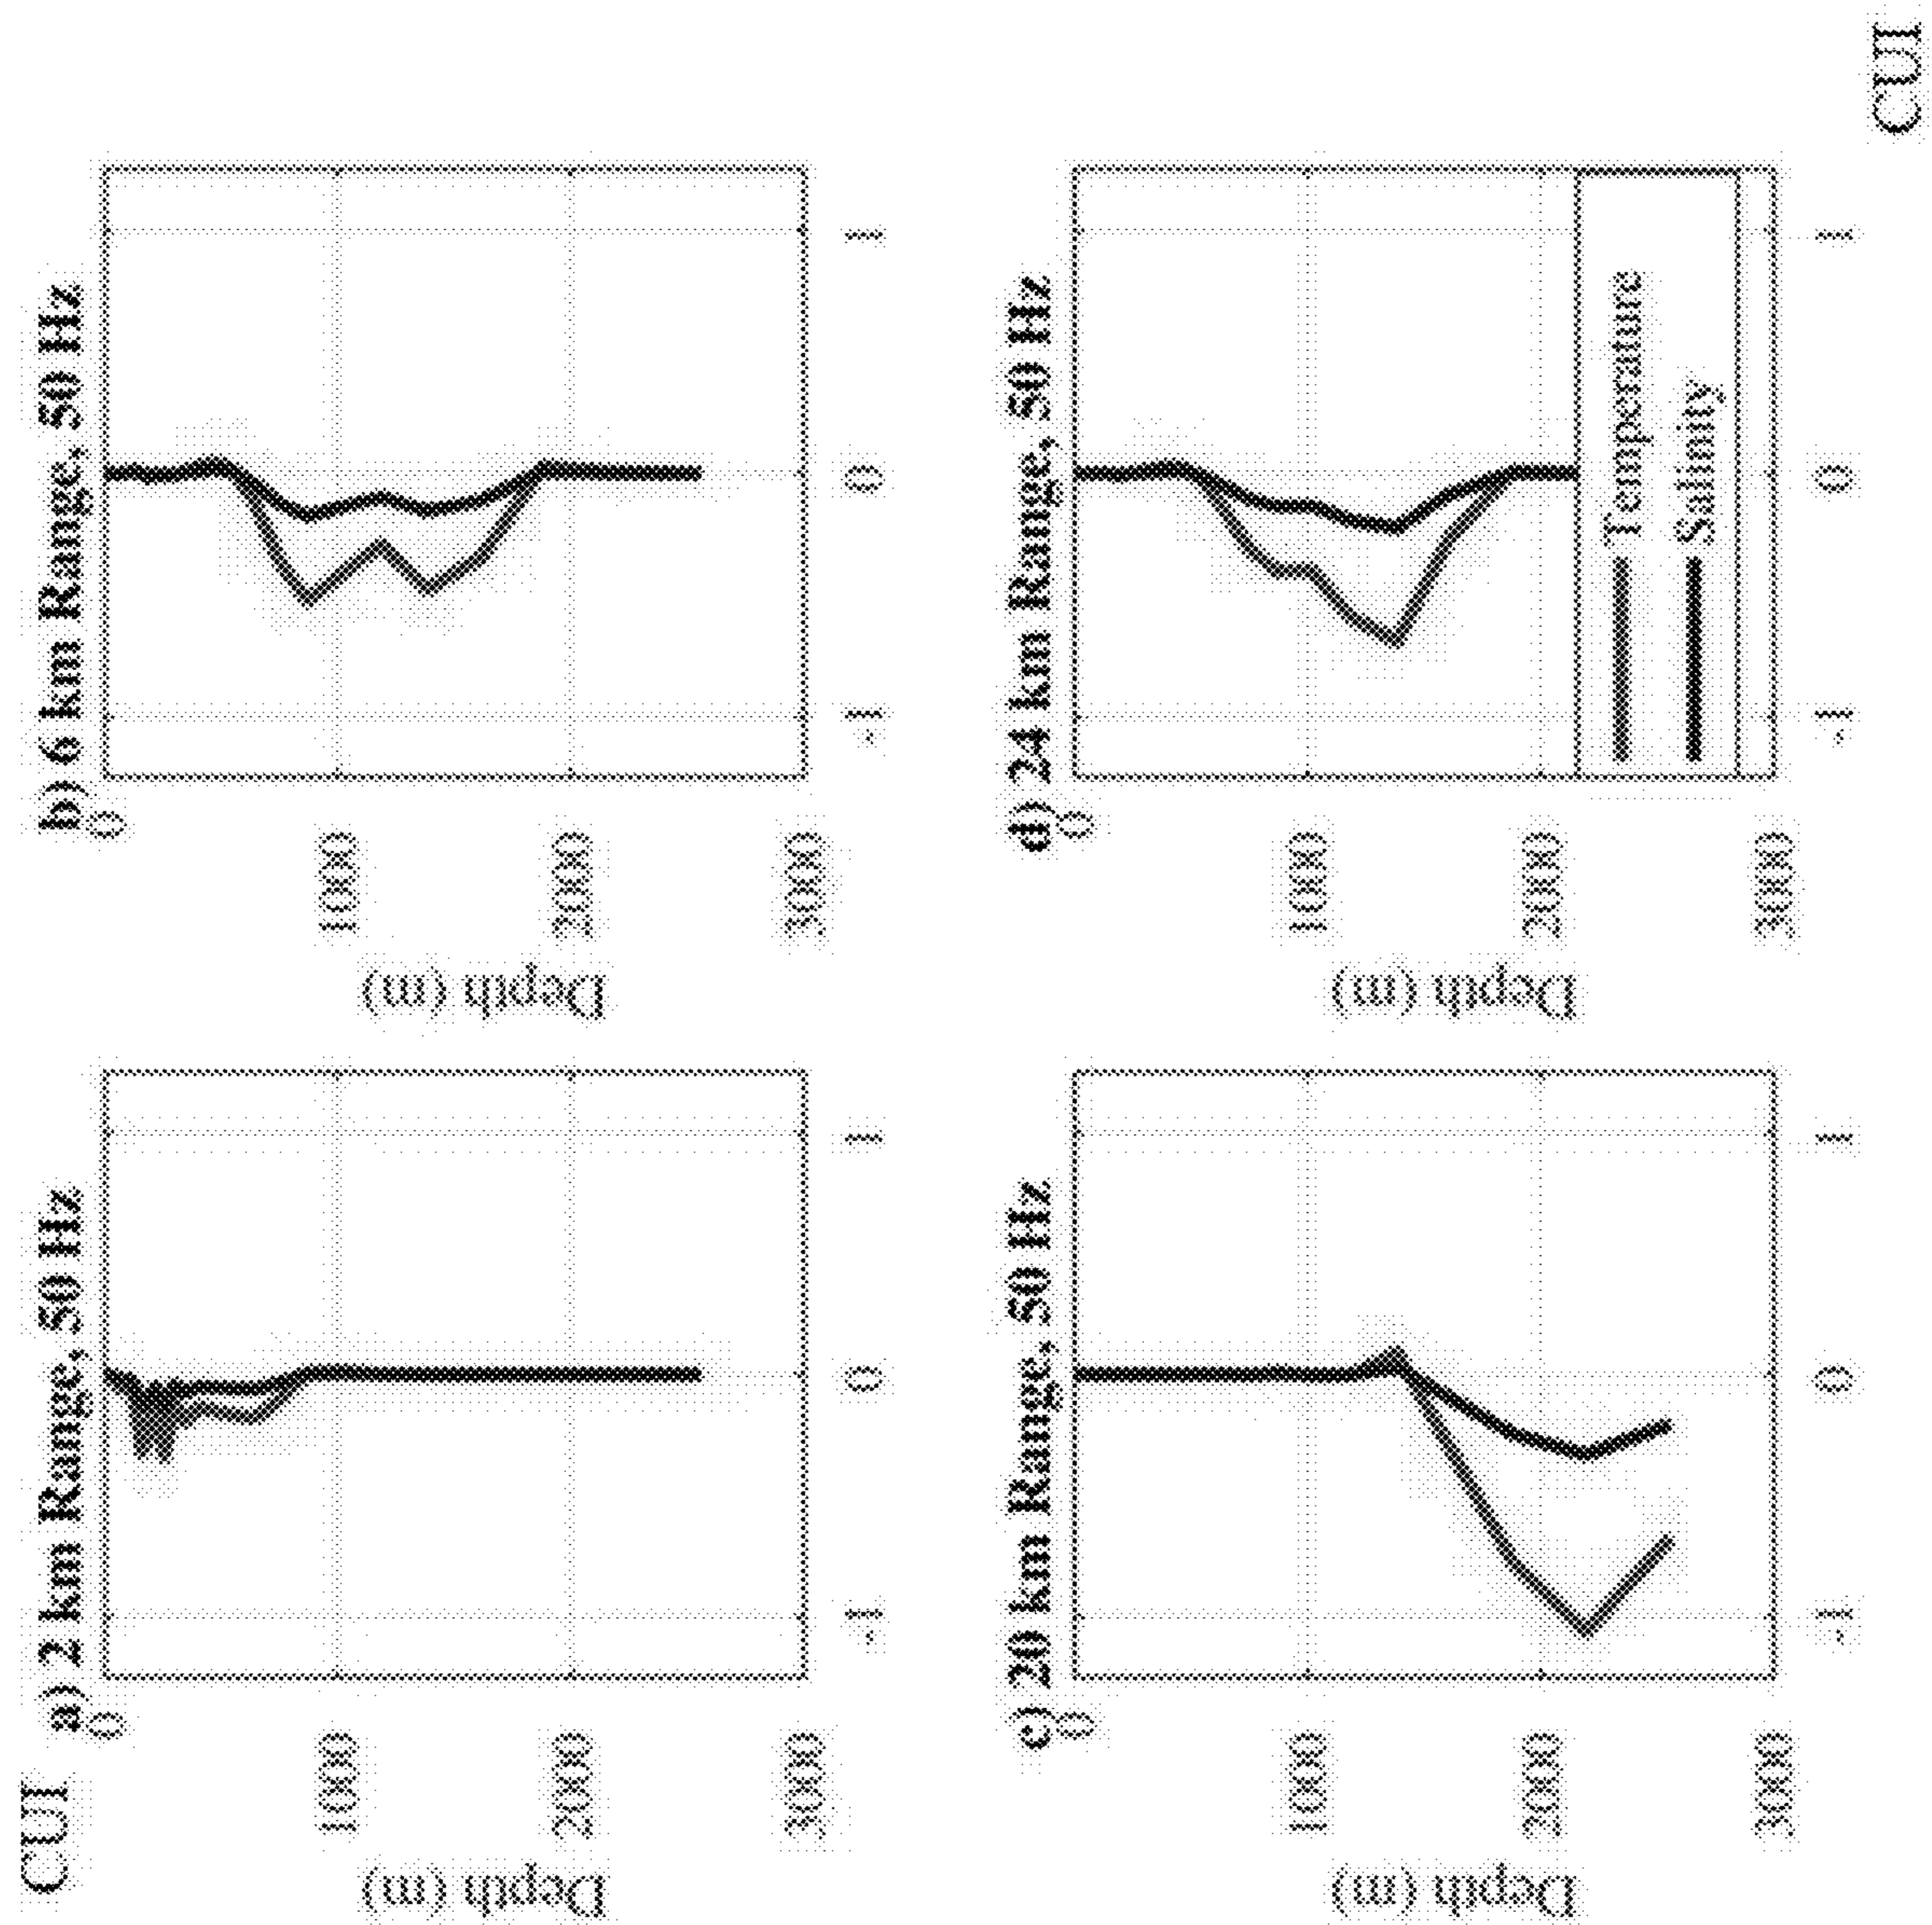 CUI
a) 2 km Range, 50 Hz
0
1000
2000
3000
Depth (m)
-1
0
1
b) 6 km Range, 50 Hz
0
1000
2000
3000
Depth (m)
-1
0
1
c) 20 km Range, 50 Hz
0
1000
2000
3000
Depth (m)
-1
0
1
d) 24 km Range, 50 Hz
0
1000
2000
3000
Depth (m)
Temperature
Salinity
-1
0
1
CUI